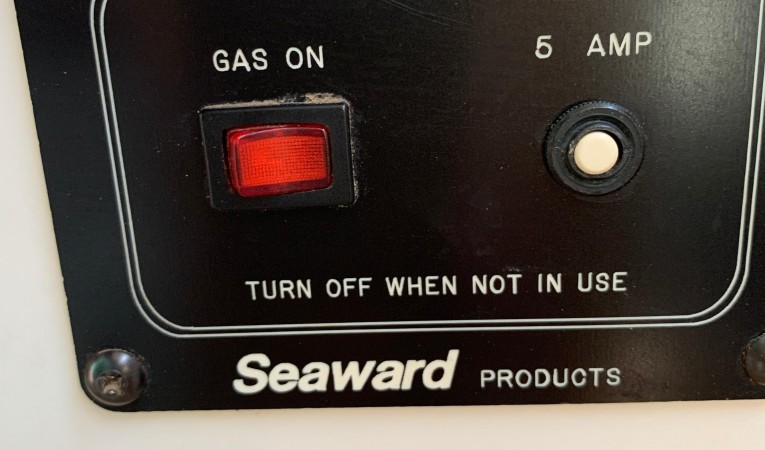 GAS ON
5 AMP
TURN OFF WHEN NOT IN USE
Seaward PRODUCTS